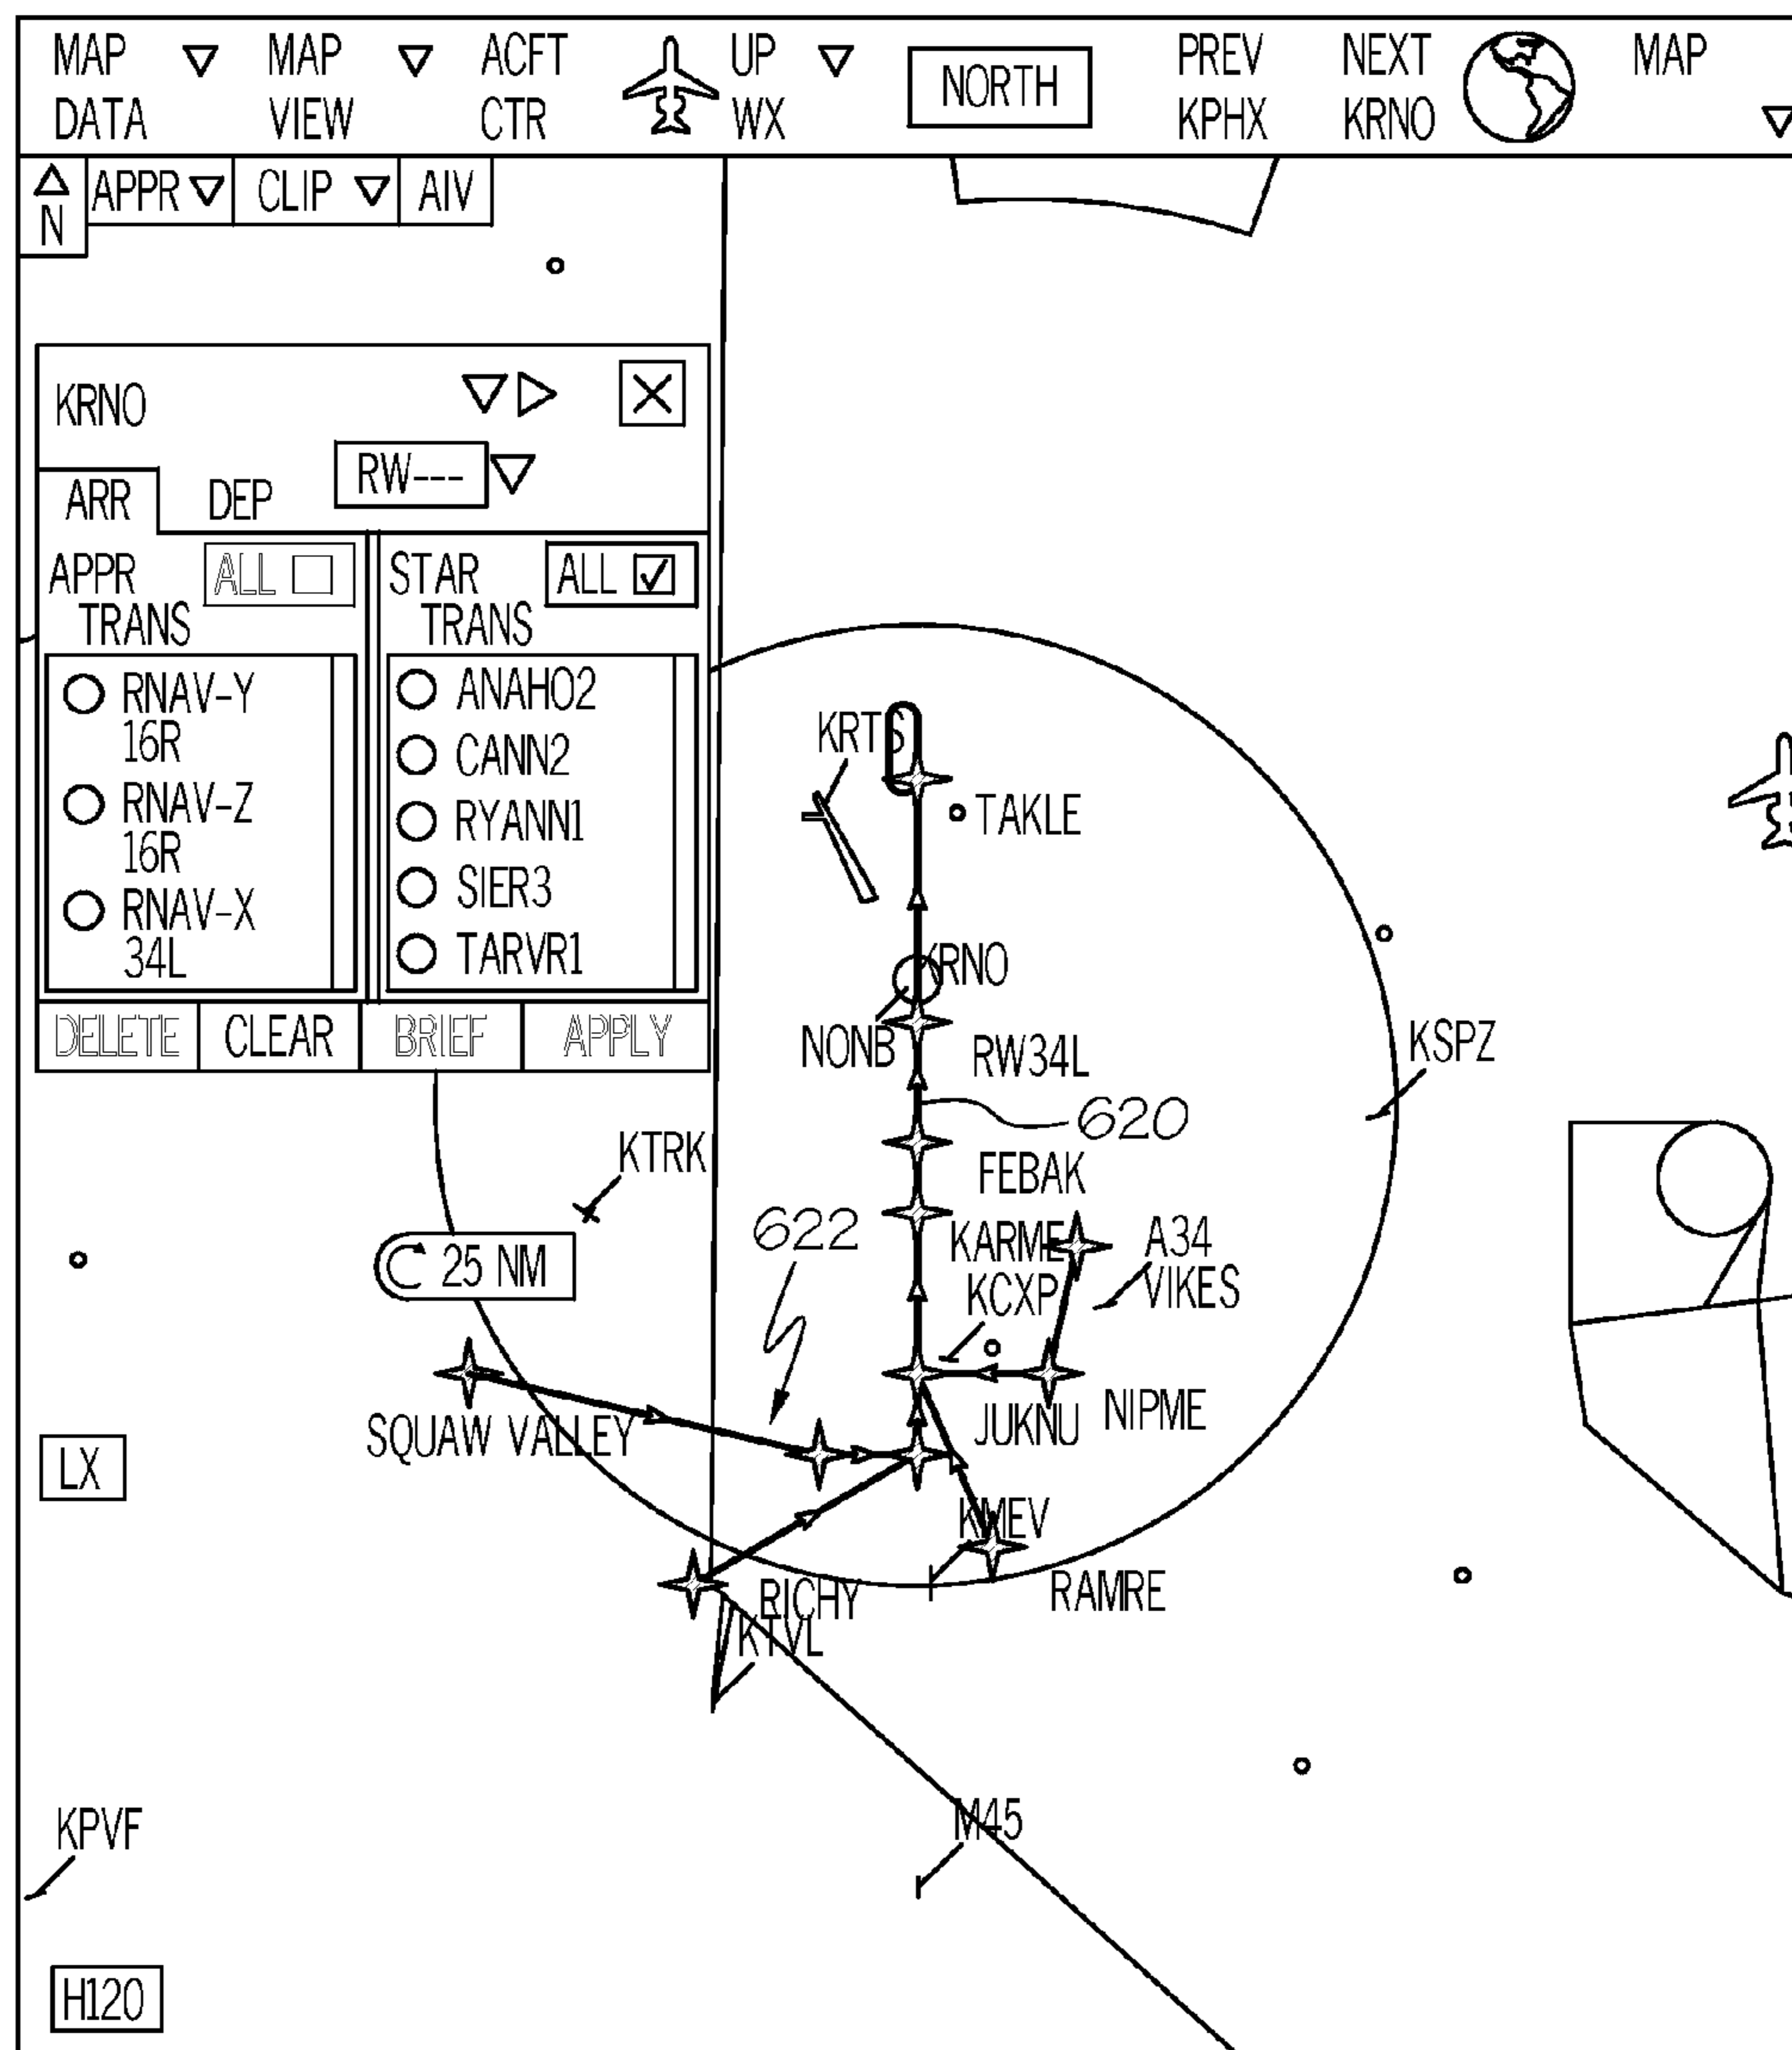 MAP MAP ACFT UP NORTH PREV NEXT MAP
DATA VIEW CTR WX KPHX KRNO
APPR CLIP AIV
N
KRNO
RW---
ARR DEP
APPR ALL STAR ALL
TRANS TRANS
RNAV-Y
16R
RNAV-Z
16R
RNAV-X
34L
ANAHO2
CANN2
RYANN1
SIER3
TARVR1
DELETE CLEAR BRIEF APPLY
KRTS
TAKLE
KRNO
NONB
RW34L
KSPZ
620
KTRK
FEBAK
622
KARME
A34
25 NM
KCXP
VIKES
SQUAW VALLEY
JUKNU
NIPME
LX
KMEV
RICHY
RAMRE
KTVL
M45
KPVF
H120